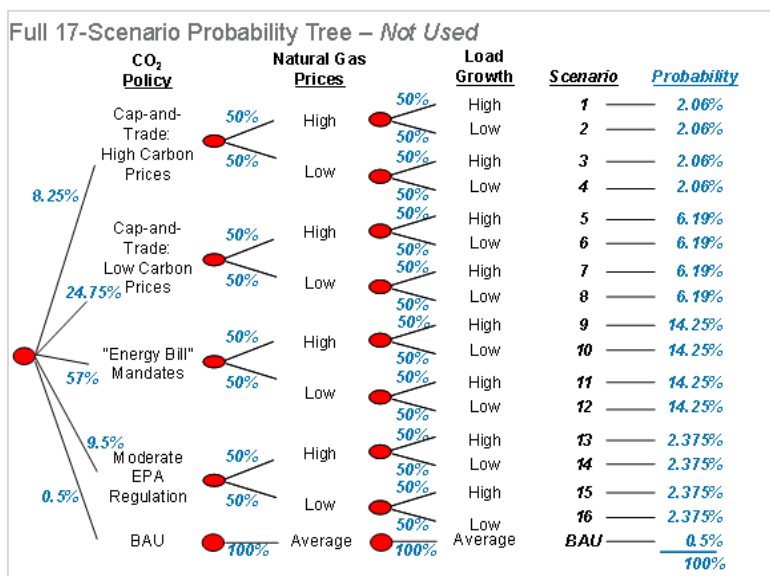 Full 17-Scenario Probability Tree – Not Used
CO2 Policy
Natural Gas Prices
Load Growth
Scenario
Probability
Cap-and-
Trade:
High Carbon
Prices
8.25%
Cap-and-
Trade:
Low Carbon
Prices
24.75%
"Energy Bill"
Mandates
57%
Moderate
EPA
Regulation
9.5%
BAU
0.5%
50% High
50% Low
50% High
50% Low
50% High
50% Low
50% High
50% Low
100% Average
50% High 1 2.06%
50% Low 2 2.06%
50% High 3 2.06%
50% Low 4 2.06%
50% High 5 6.19%
50% Low 6 6.19%
50% High 7 6.19%
50% Low 8 6.19%
50% High 9 14.25%
50% Low 10 14.25%
50% High 11 14.25%
50% Low 12 14.25%
50% High 13 2.375%
50% Low 14 2.375%
50% High 15 2.375%
50% Low 16 2.375%
100% Average BAU 0.5%
100%